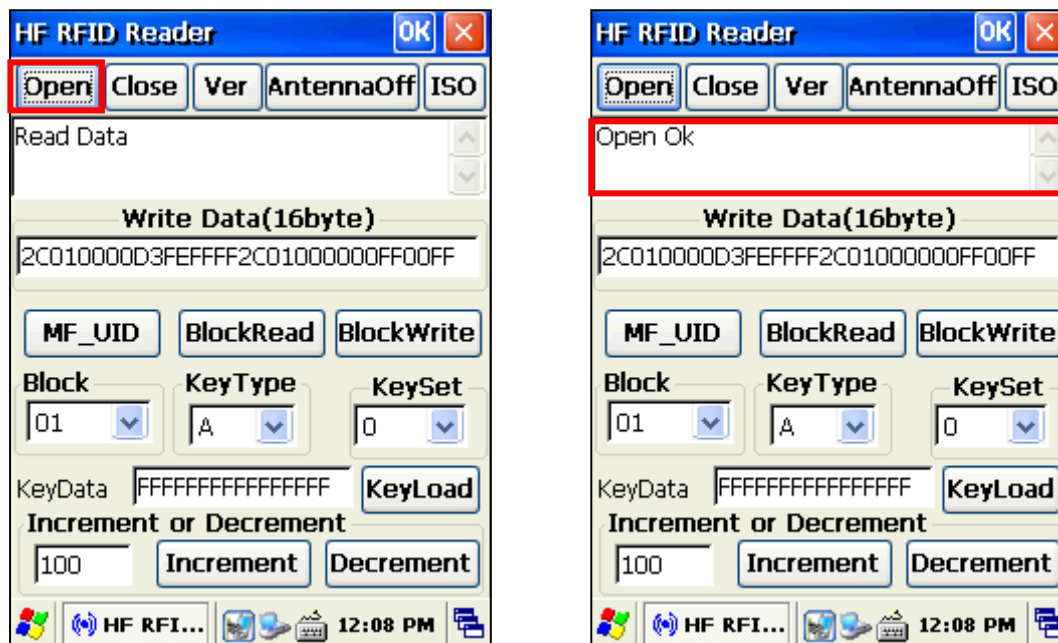 HF RFID Reader OK
Open Close Ver AntennaOff ISO
Read Data
Write Data(16byte)
2C010000D3FEFFFF2C01000000FF00FF
MF_UID BlockRead BlockWrite
Block KeyType KeySet
01 A 0
KeyData FFFFFFFFFFFFFFFF KeyLoad
Increment or Decrement
100 Increment Decrement
HF RFI... 12:08 PM
HF RFID Reader OK
Open Close Ver AntennaOff ISO
Open Ok
Write Data(16byte)
2C010000D3FEFFFF2C01000000FF00FF
MF_UID BlockRead BlockWrite
Block KeyType KeySet
01 A 0
KeyData FFFFFFFFFFFFFFFF KeyLoad
Increment or Decrement
100 Increment Decrement
HF RFI... 12:08 PM